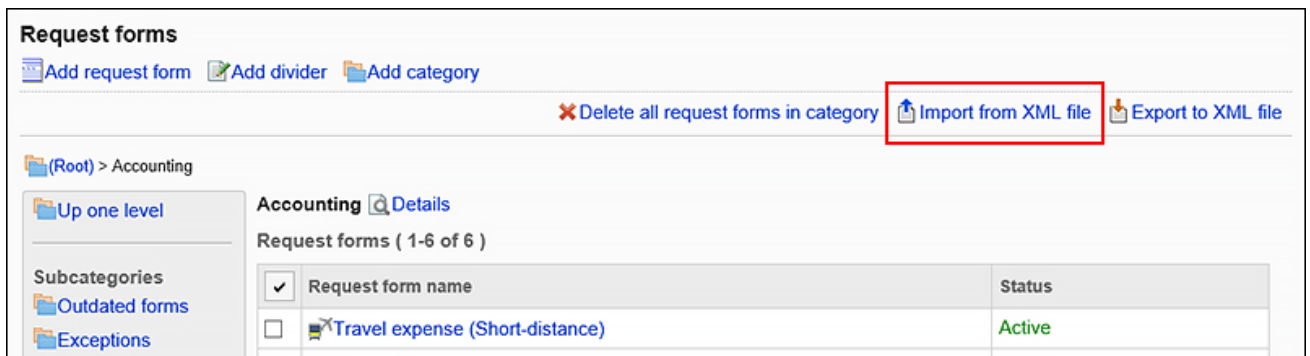 Request forms
Add request form Add divider Add category
Delete all request forms in category Import from XML file Export to XML file
(Root) > Accounting
Up one level
Accounting Details
Request forms ( 1-6 of 6 )
Subcategories
Outdated forms
Exceptions
Request form name Status
Travel expense (Short-distance) Active